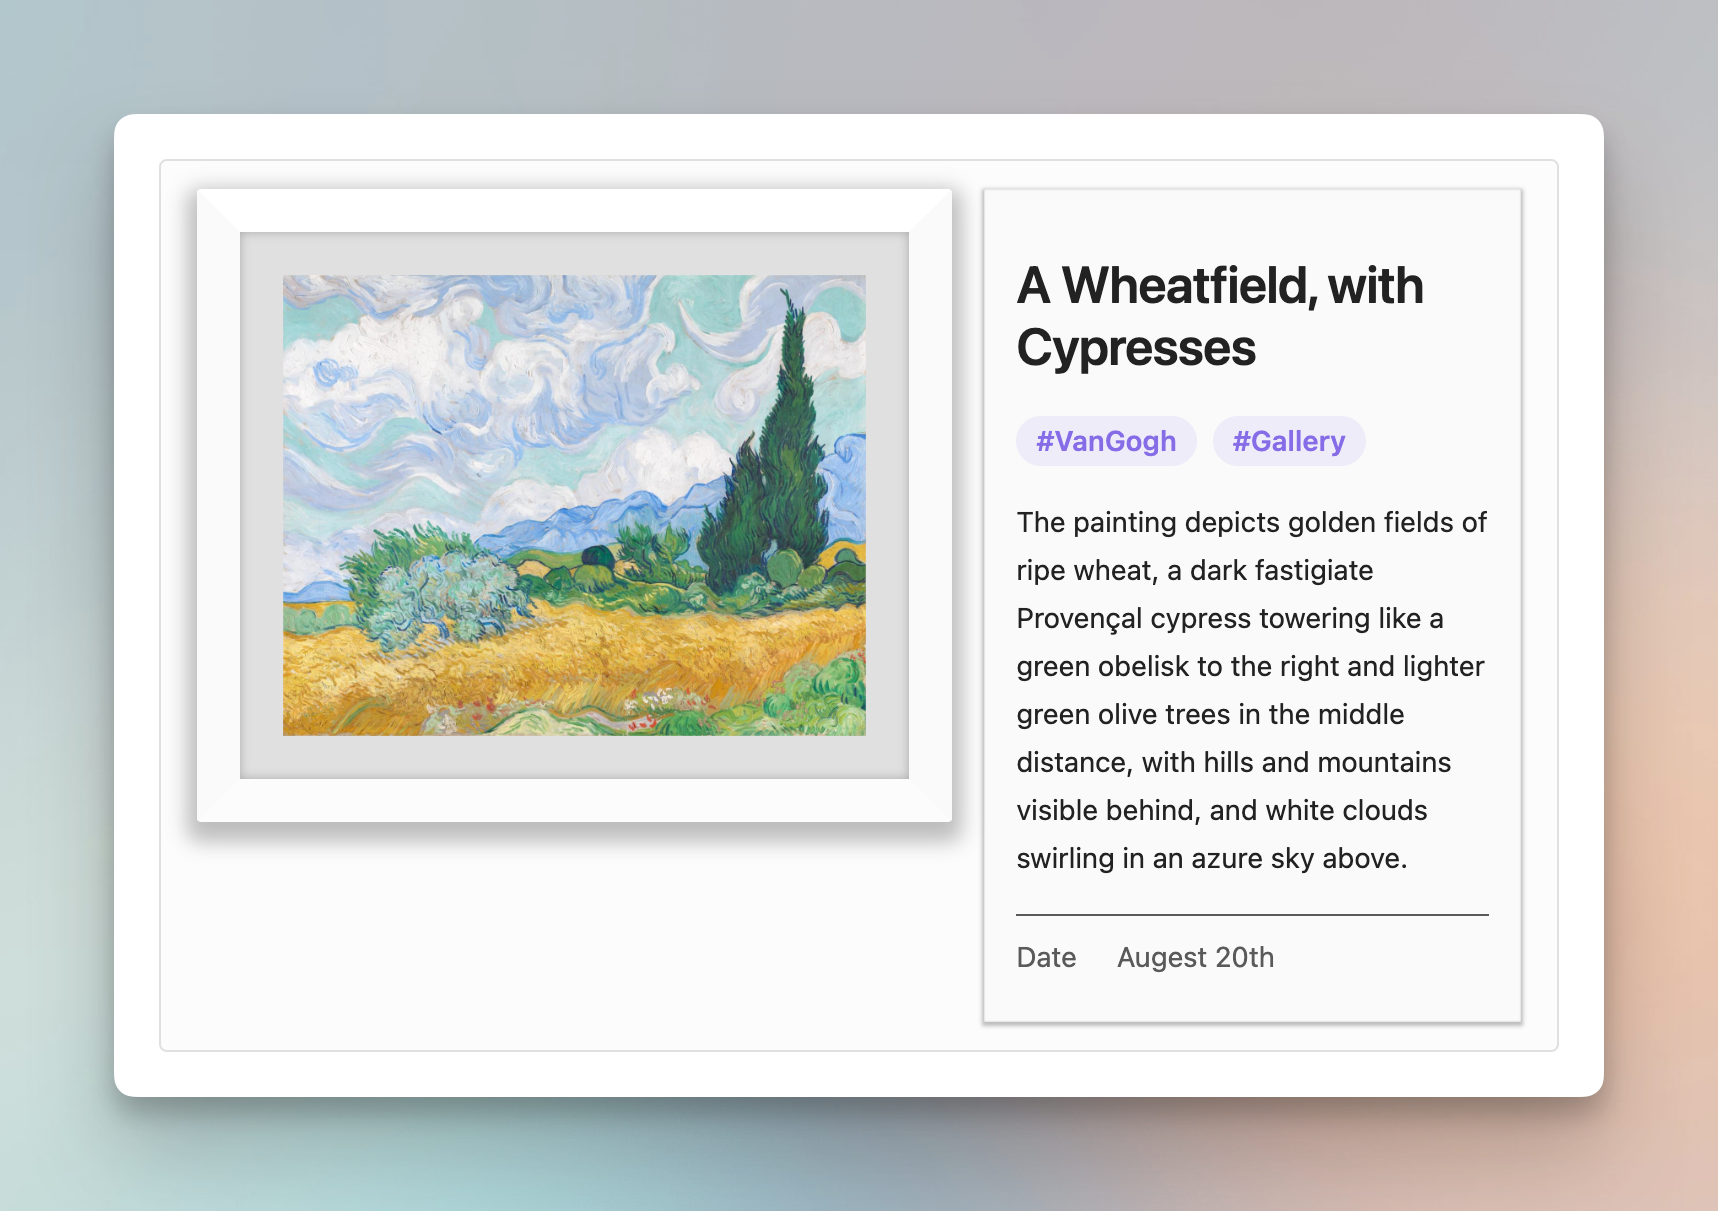 A Wheatfield, with
Cypresses
#VanGogh #Gallery
The painting depicts golden fields of
ripe wheat, a dark fastigiate
Provençal cypress towering like a
green obelisk to the right and lighter
green olive trees in the middle
distance, with hills and mountains
visible behind, and white clouds
swirling in an azure sky above.
Date Augest 20th